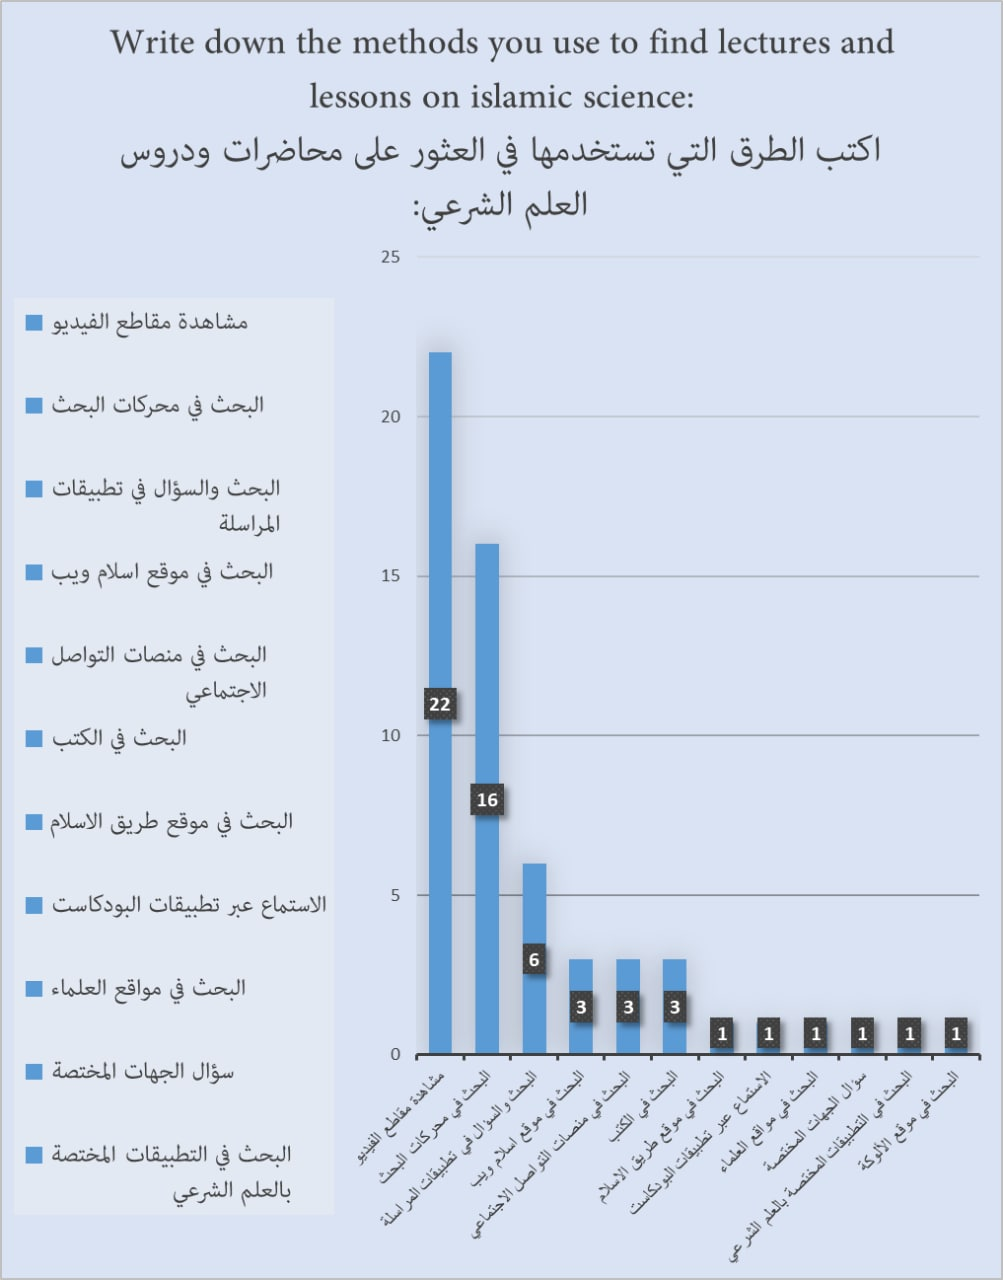 Write down the methods you use to find lectures and
lessons on islamic science:
اكتب الطرق التي تستخدمها في العثور على محاضرات ودروس
العلم الشرعي:
مشاهدة مقاطع الفيديو
البحث في محركات البحث
البحث والسؤال في تطبيقات
المراسلة
البحث في موقع اسلام ويب
البحث في منصات التواصل
الاجتماعي
البحث في الكتب
البحث في موقع طريق الاسلام
الاستماع عبر تطبيقات البودكاست
البحث في مواقع العلماء
سؤال الجهات المختصة
البحث في التطبيقات المختصة
بالعلم الشرعي
25
20
15
10
5
0
22
16
6
3
3
3
1
1
1
1
1
1
مشاهدة مقاطع الفيديو
البحث في محركات البحث
البحث والسؤال في تطبيقات المراسلة
البحث في موقع اسلام ويب
البحث في منصات التواصل الاجتماعي
البحث في الكتب
البحث في موقع طريق الاسلام
الاستماع عبر تطبيقات البودكاست
البحث في مواقع العلماء
سؤال الجهات المختصة
البحث في التطبيقات المختصة بالعلم الشرعي
البحث في موقع الألوكة